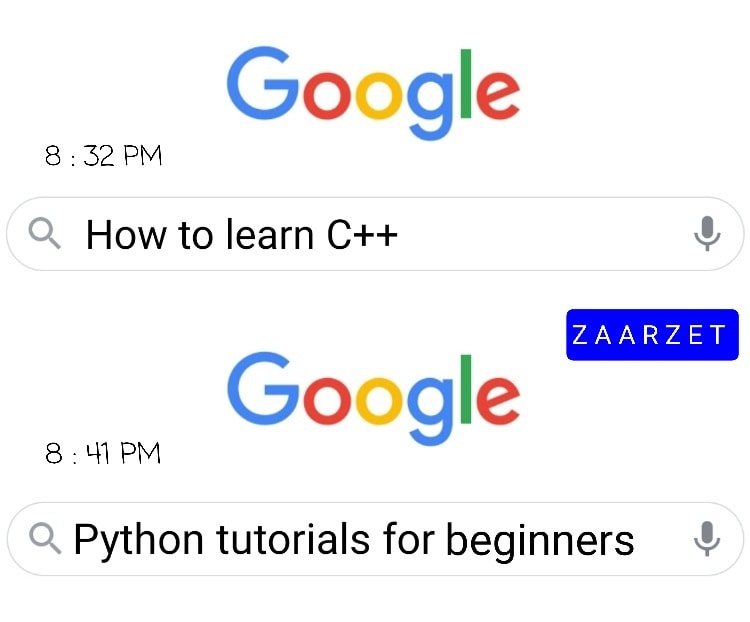 Google
8 : 32 PM
How to learn C++
ZAARZET
Google
8 : 41 PM
Python tutorials for beginners